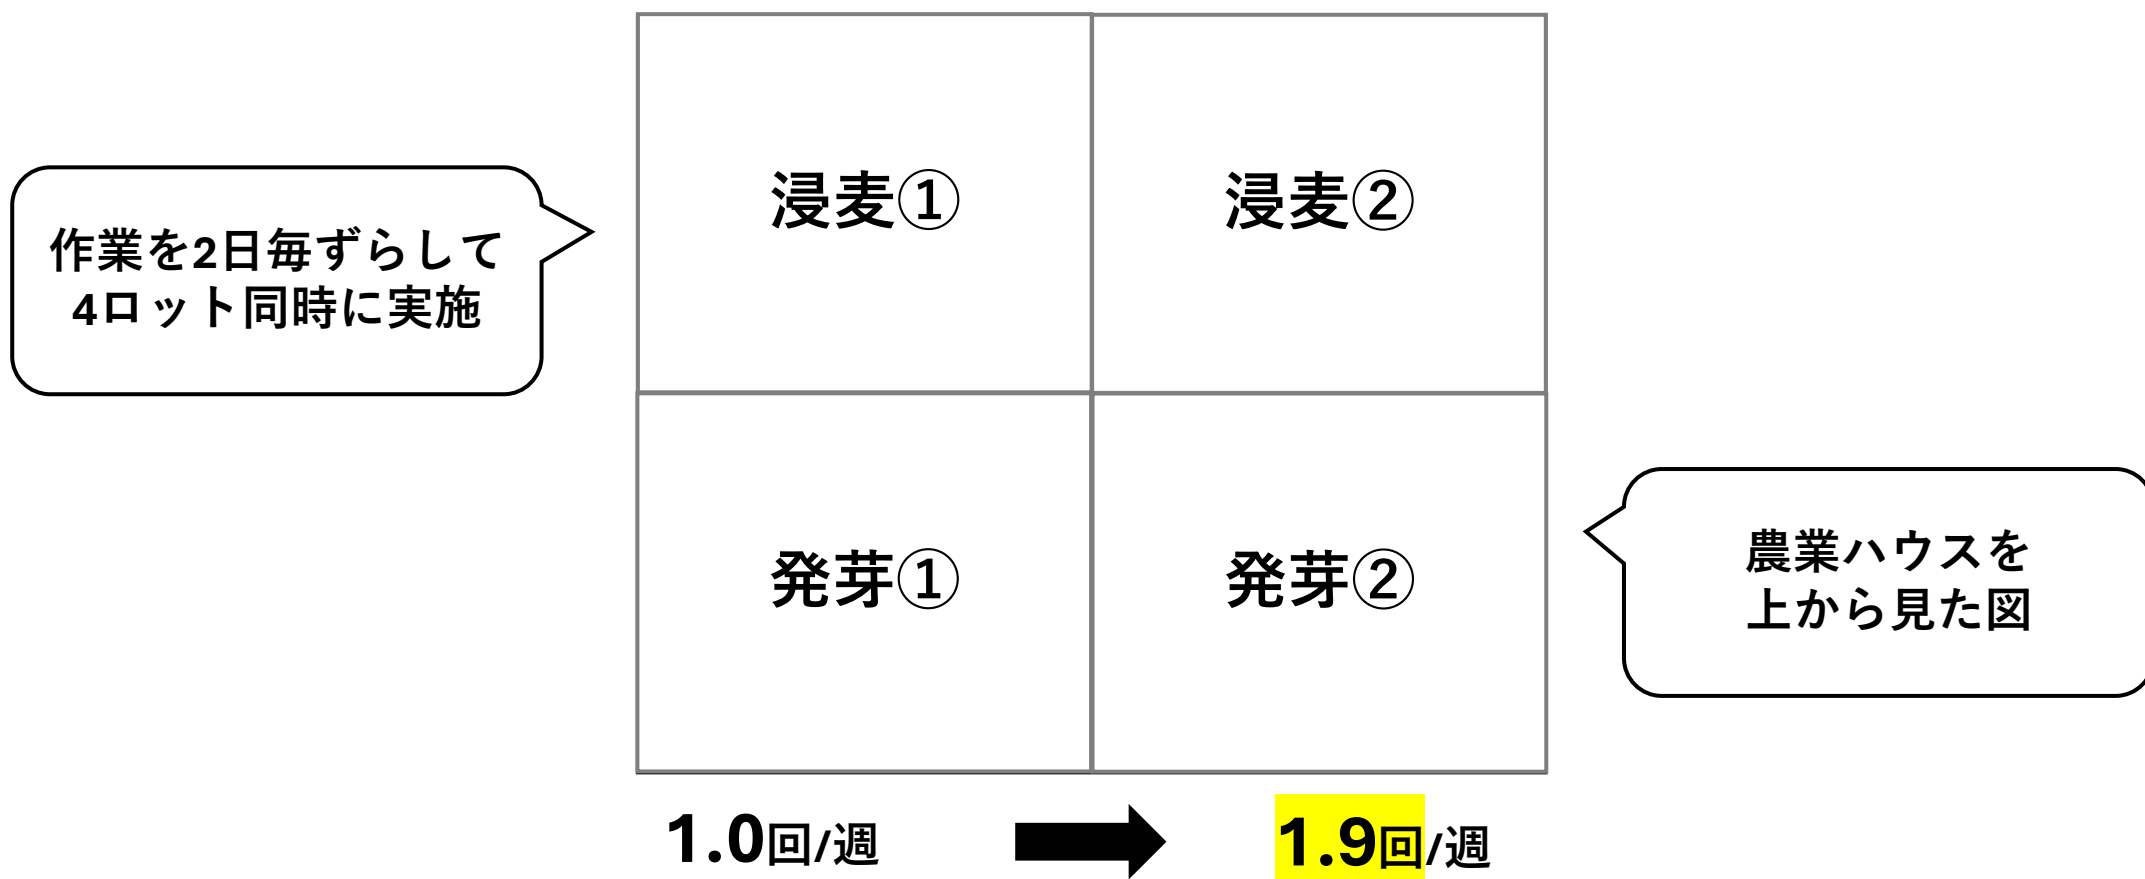 浸麦①
浸麦②
作業を2日毎ずらして
4ロット同時に実施
発芽①
発芽②
農業ハウスを
上から見た図
1.0回/週
1.9回/週